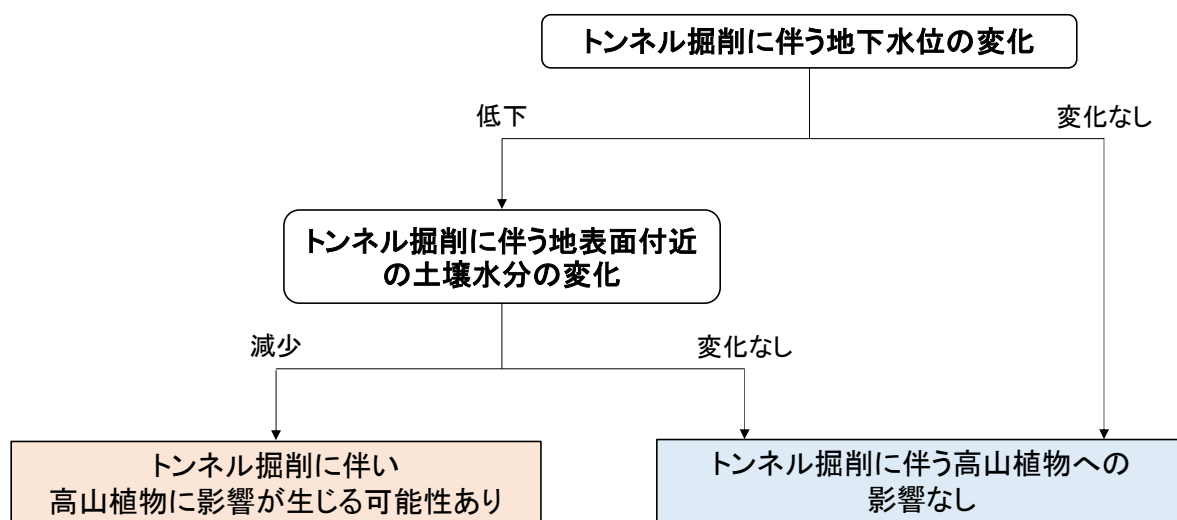 トンネル掘削に伴う地下水位の変化
低下
変化なし
トンネル掘削に伴う地表面付近
の土壌水分の変化
減少
変化なし
トンネル掘削に伴い
高山植物に影響が生じる可能性あり
トンネル掘削に伴う高山植物への
影響なし